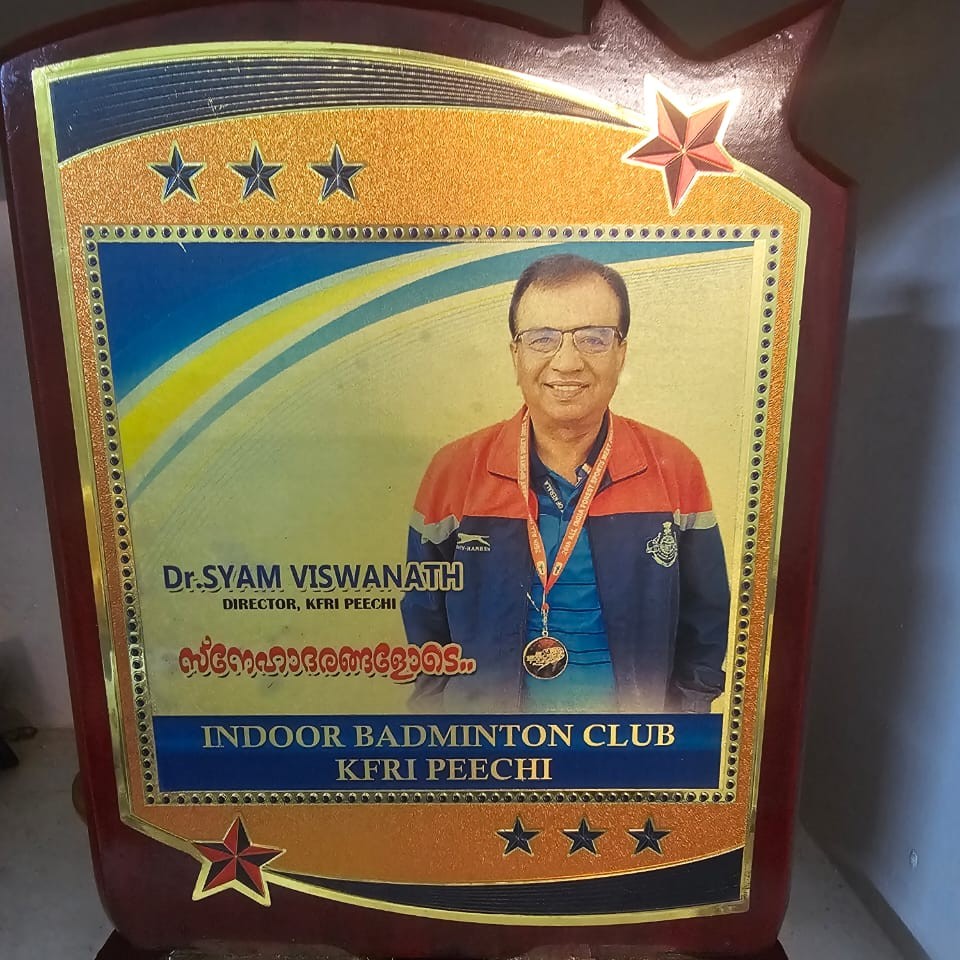 Dr.SYAM VISWANATH
DIRECTOR, KFRI PEECHI
സ്നേഹാദരങ്ങളോടെ..
INDOOR BADMINTON CLUB
KFRI PEECHI